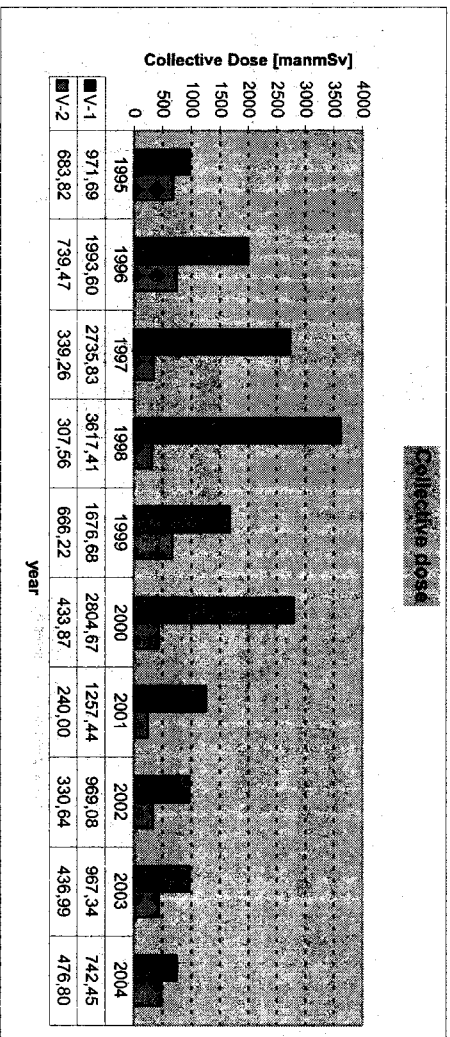 Collective dose
Collective Dose [manmSv]
4000
3500
3000
2500
2000
1500
1000
500
0
1995 1996 1997 1998 1999 2000 2001 2002 2003 2004
V-1 971,69 1993,60 2735,83 3617,41 1676,68 2804,67 1257,44 969,08 967,34 742,45
V-2 683,82 739,47 339,26 307,56 666,22 433,87 240,00 330,64 436,99 476,80
year